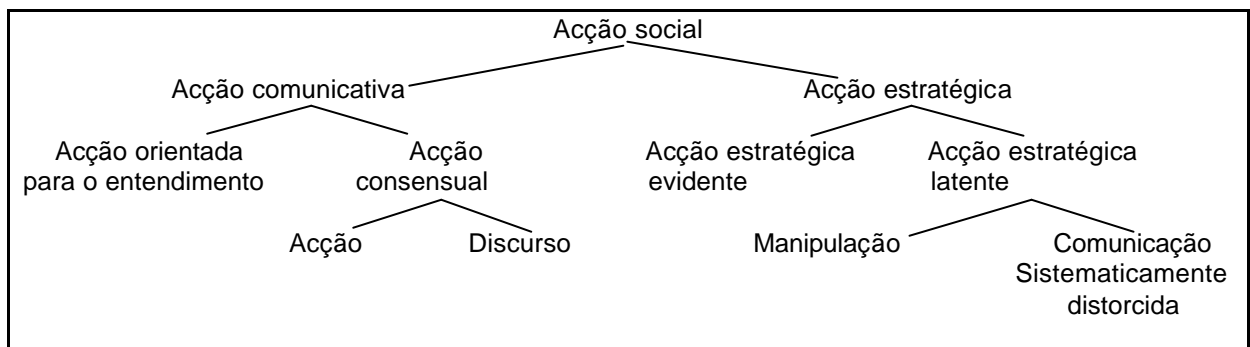 Acção social
Acção comunicativa
Acção estratégica
Acção orientada
para o entendimento
Acção
consensual
Acção estratégica
evidente
Acção estratégica
latente
Acção
Discurso
Manipulação
Comunicação
Sistematicamente
distorcida